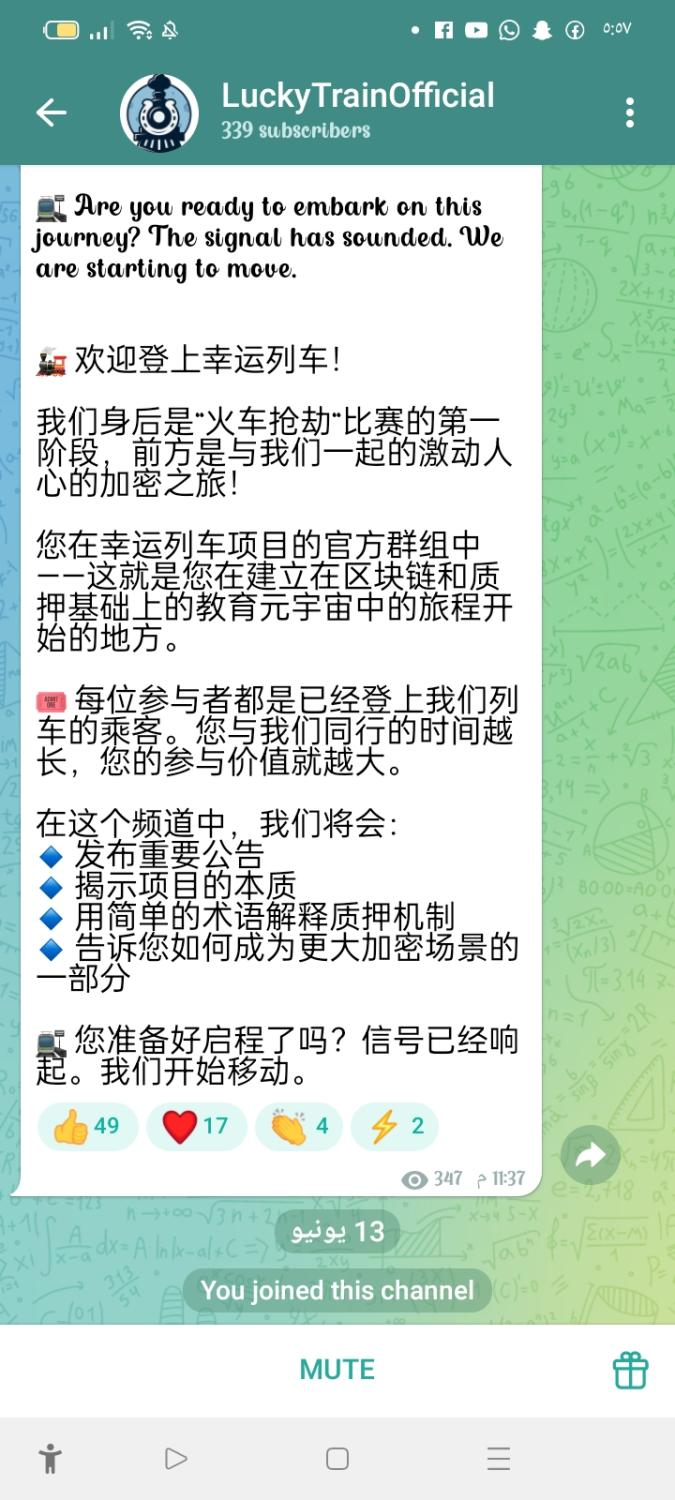 ٥:٥٧
LuckyTrainOfficial
339 subscribers
🚉 Are you ready to embark on this
journey? The signal has sounded. We
are starting to move.
🚂 欢迎登上幸运列车！
我们身后是“火车抢劫“比赛的第一
阶段，前方是与我们一起的激动人
心的加密之旅！
您在幸运列车项目的官方群组中
——这就是您在建立在区块链和质
押基础上的教育元宇宙中的旅程开
始的地方。
🎟 每位参与者都是已经登上我们列
车的乘客。您与我们同行的时间越
长，您的参与价值就越大。
在这个频道中，我们将会：
🔹 发布重要公告
🔹 揭示项目的本质
🔹 用简单的术语解释质押机制
🔹 告诉您如何成为更大加密场景的
一部分
🚉 您准备好启程了吗？信号已经响
起。我们开始移动。
👍 49 ❤ 17 👏 4 ⚡ 2
347 11:37 م
13 يونيو
You joined this channel
MUTE